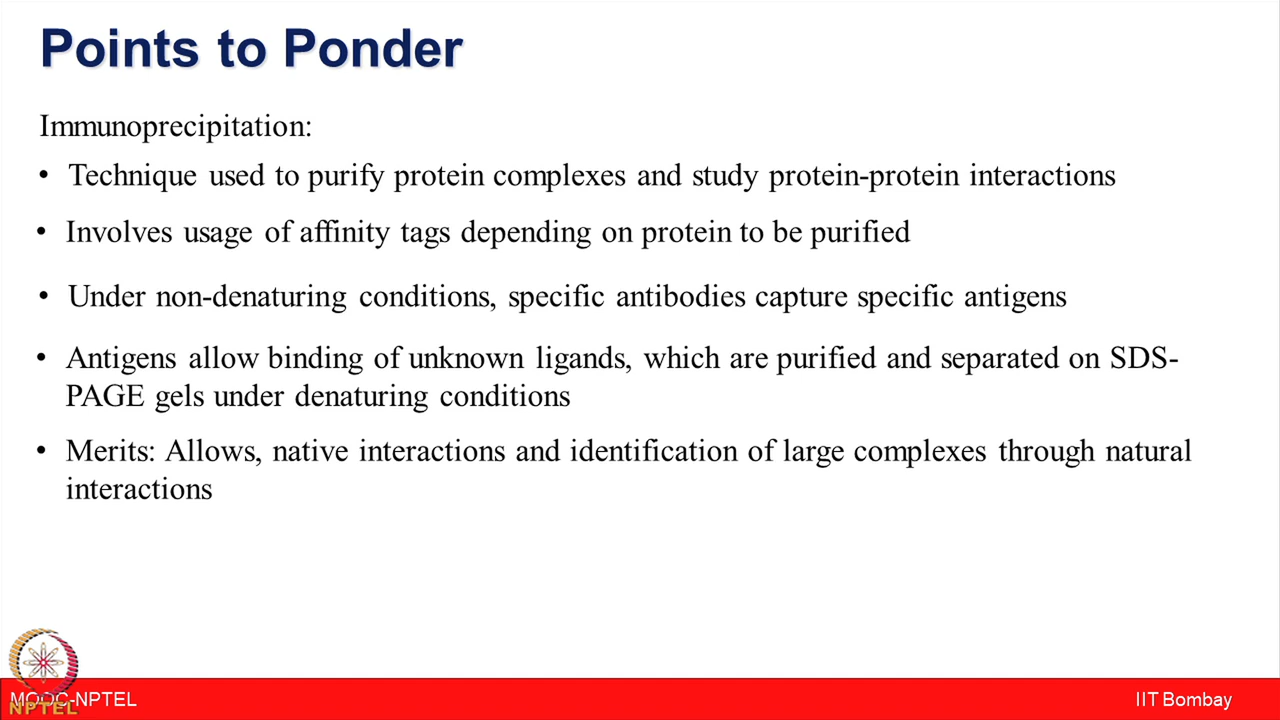 Points to Ponder
Immunoprecipitation:
• Technique used to purify protein complexes and study protein-protein interactions
• Involves usage of affinity tags depending on protein to be purified
• Under non-denaturing conditions, specific antibodies capture specific antigens
• Antigens allow binding of unknown ligands, which are purified and separated on SDS-
PAGE gels under denaturing conditions
• Merits: Allows, native interactions and identification of large complexes through natural
interactions
MOOC-NPTEL
NPTEL
IIT Bombay